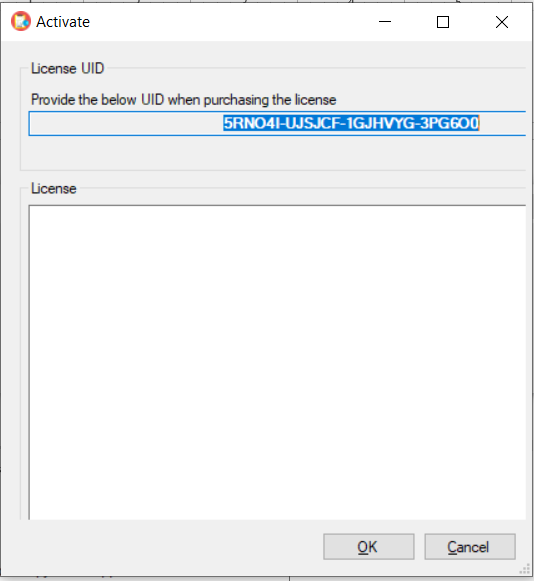 Activate
License UID
Provide the below UID when purchasing the license
5RNO4I-UJSJCF-1GJHVYG-3PG6O0
License
OK
Cancel